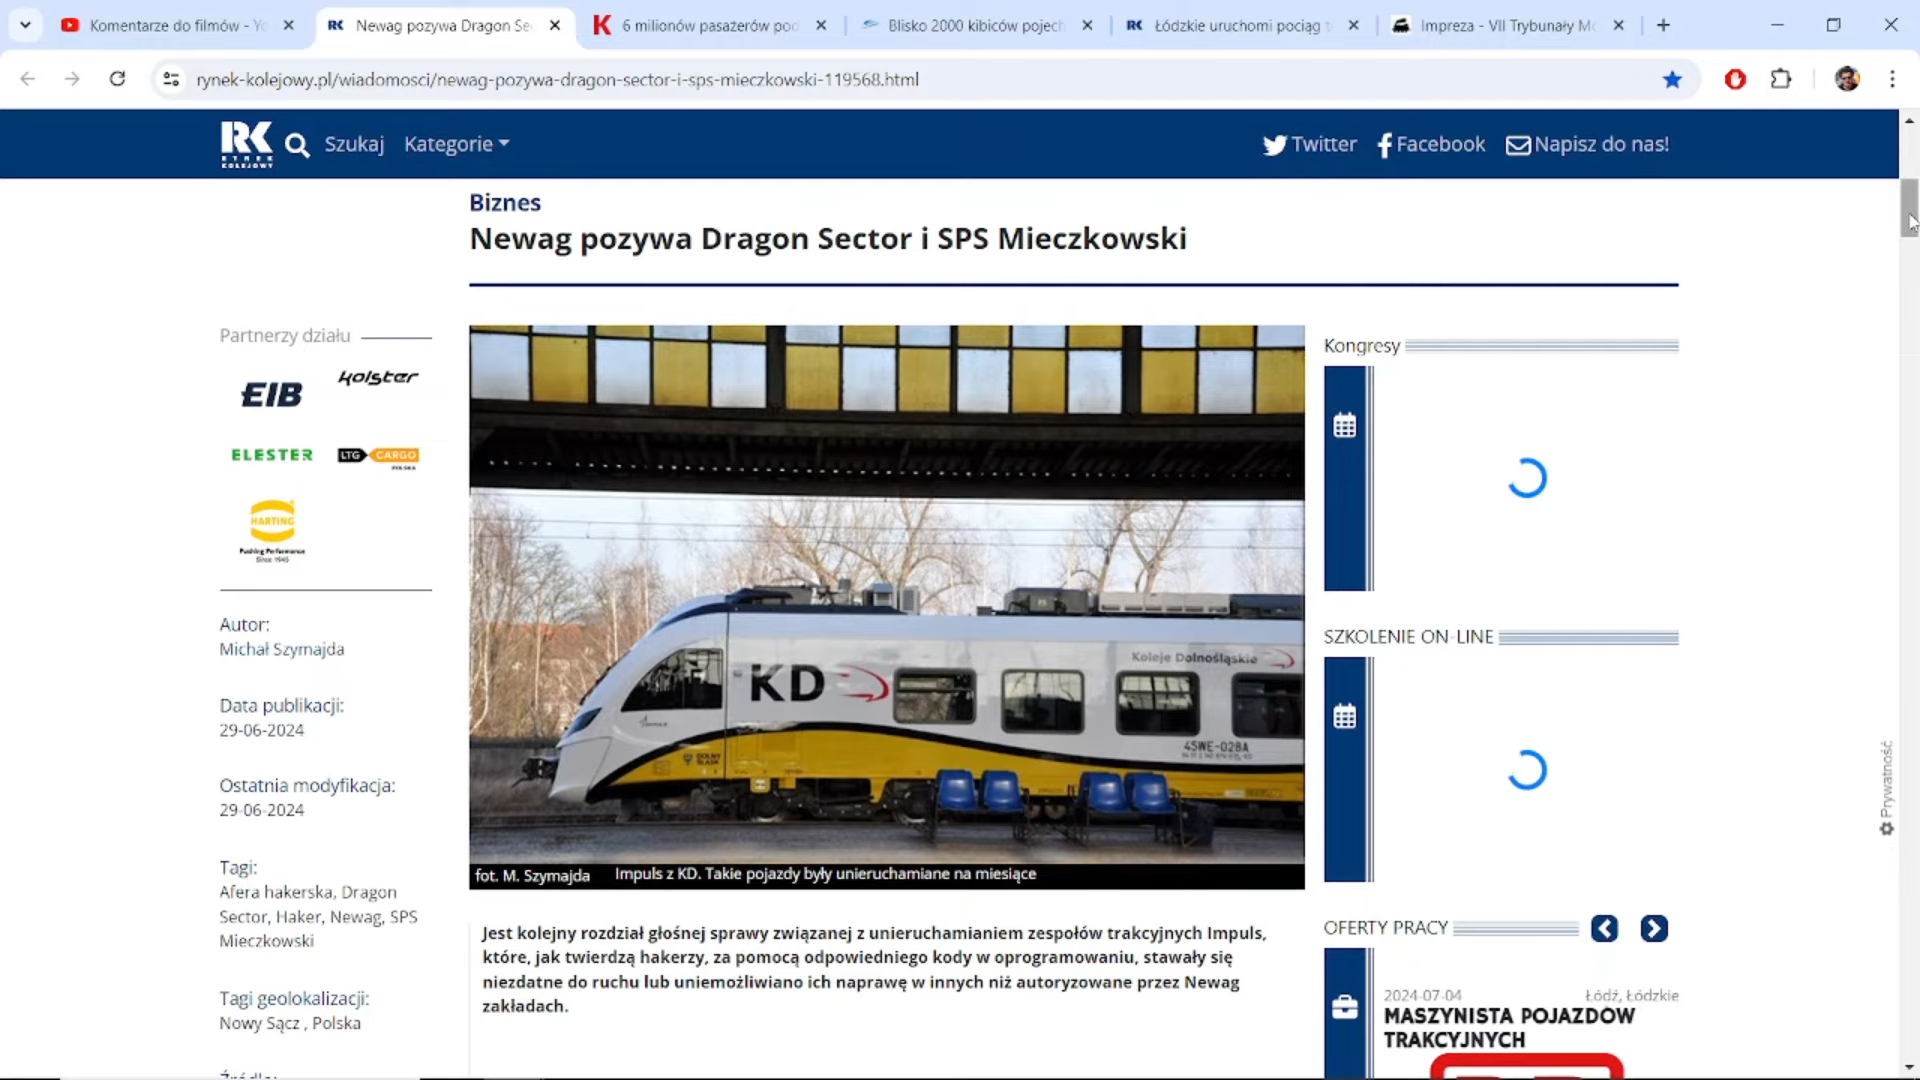 Komentarze do filmów - Yo
Newag pozywa Dragon Se
6 milionów pasażerów pod
Blisko 2000 kibiców pojech
Łódzkie uruchomi pociąg t
Impreza - VII Trybunały Mo
rynek-kolejowy.pl/wiadomosci/newag-pozywa-dragon-sector-i-sps-mieczkowski-119568.html
RK
RYNEK
KOLEJOWY
Szukaj
Kategorie
Twitter
Facebook
Napisz do nas!
Biznes
Newag pozywa Dragon Sector i SPS Mieczkowski
Partnerzy działu
EIB
kolster
ELESTER
LTG CARGO
POLSKA
HARTING
Pushing Performance
Since 1945
Autor:
Michał Szymajda
Data publikacji:
29-06-2024
Ostatnia modyfikacja:
29-06-2024
Tagi:
Afera hakerska, Dragon
Sector, Haker, Newag, SPS
Mieczkowski
Tagi geolokalizacji:
Nowy Sącz , Polska
Źródło:
KD
Koleje Dolnośląskie
45WE-028A
DOLNY
ŚLĄSK
fot. M. Szymajda
Impuls z KD. Takie pojazdy były unieruchamiane na miesiące
Jest kolejny rozdział głośnej sprawy związanej z unieruchamianiem zespołów trakcyjnych Impuls,
które, jak twierdzą hakerzy, za pomocą odpowiedniego kody w oprogramowaniu, stawały się
niezdatne do ruchu lub uniemożliwiano ich naprawę w innych niż autoryzowane przez Newag
zakładach.
Kongresy
SZKOLENIE ON-LINE
OFERTY PRACY
2024-07-04
Łódź, Łódzkie
MASZYNISTA POJAZDÓW
TRAKCYJNYCH
Prywatność